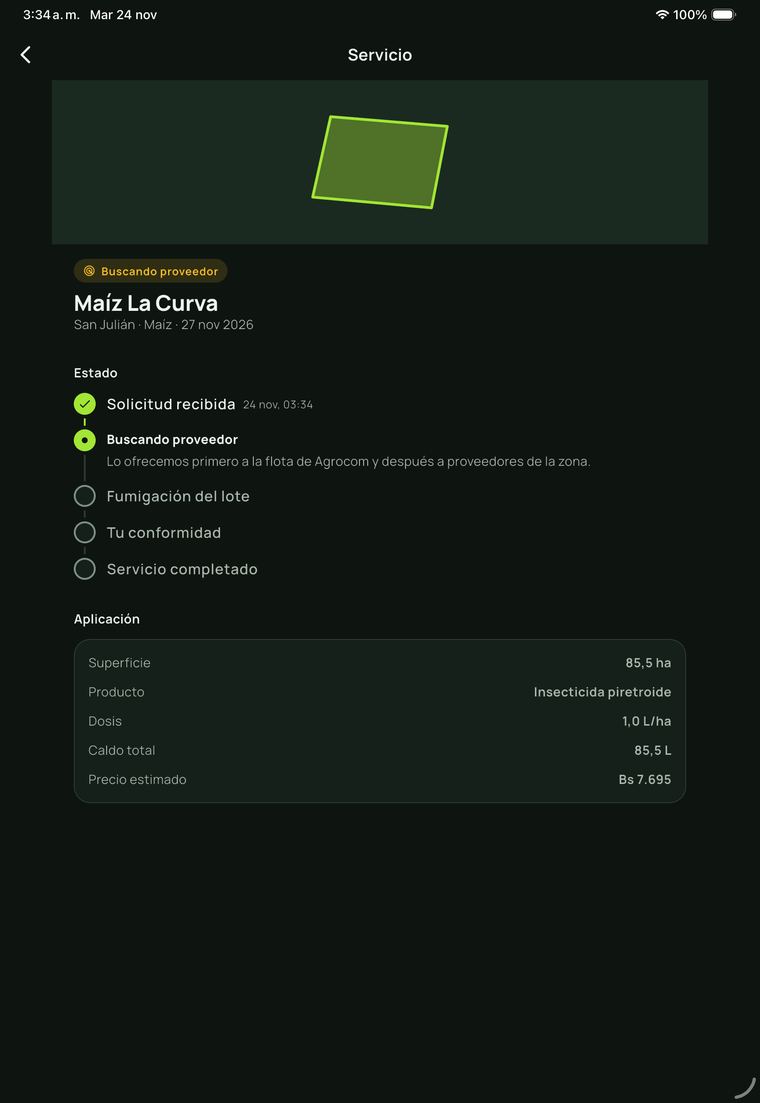 3:34 a. m. Mar 24 nov 100%
Servicio
Buscando proveedor
Maíz La Curva
San Julián · Maíz · 27 nov 2026
Estado
Solicitud recibida 24 nov, 03:34
Buscando proveedor
Lo ofrecemos primero a la flota de Agrocom y después a proveedores de la zona.
Fumigación del lote
Tu conformidad
Servicio completado
Aplicación
Superficie 85,5 ha
Producto Insecticida piretroide
Dosis 1,0 L/ha
Caldo total 85,5 L
Precio estimado Bs 7.695